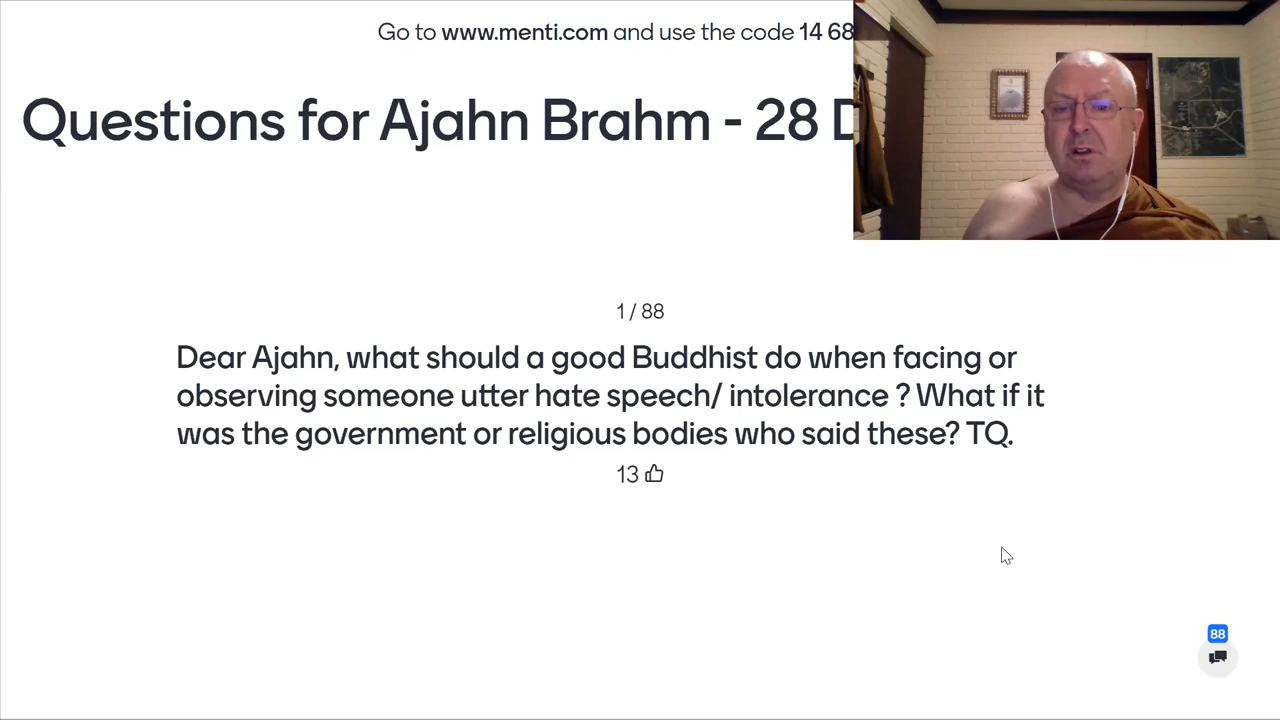 Go to www.menti.com and use the code 14 68
Questions for Ajahn Brahm - 28 D
1 / 88
Dear Ajahn, what should a good Buddhist do when facing or
observing someone utter hate speech/ intolerance ? What if it
was the government or religious bodies who said these? TQ.
13
88